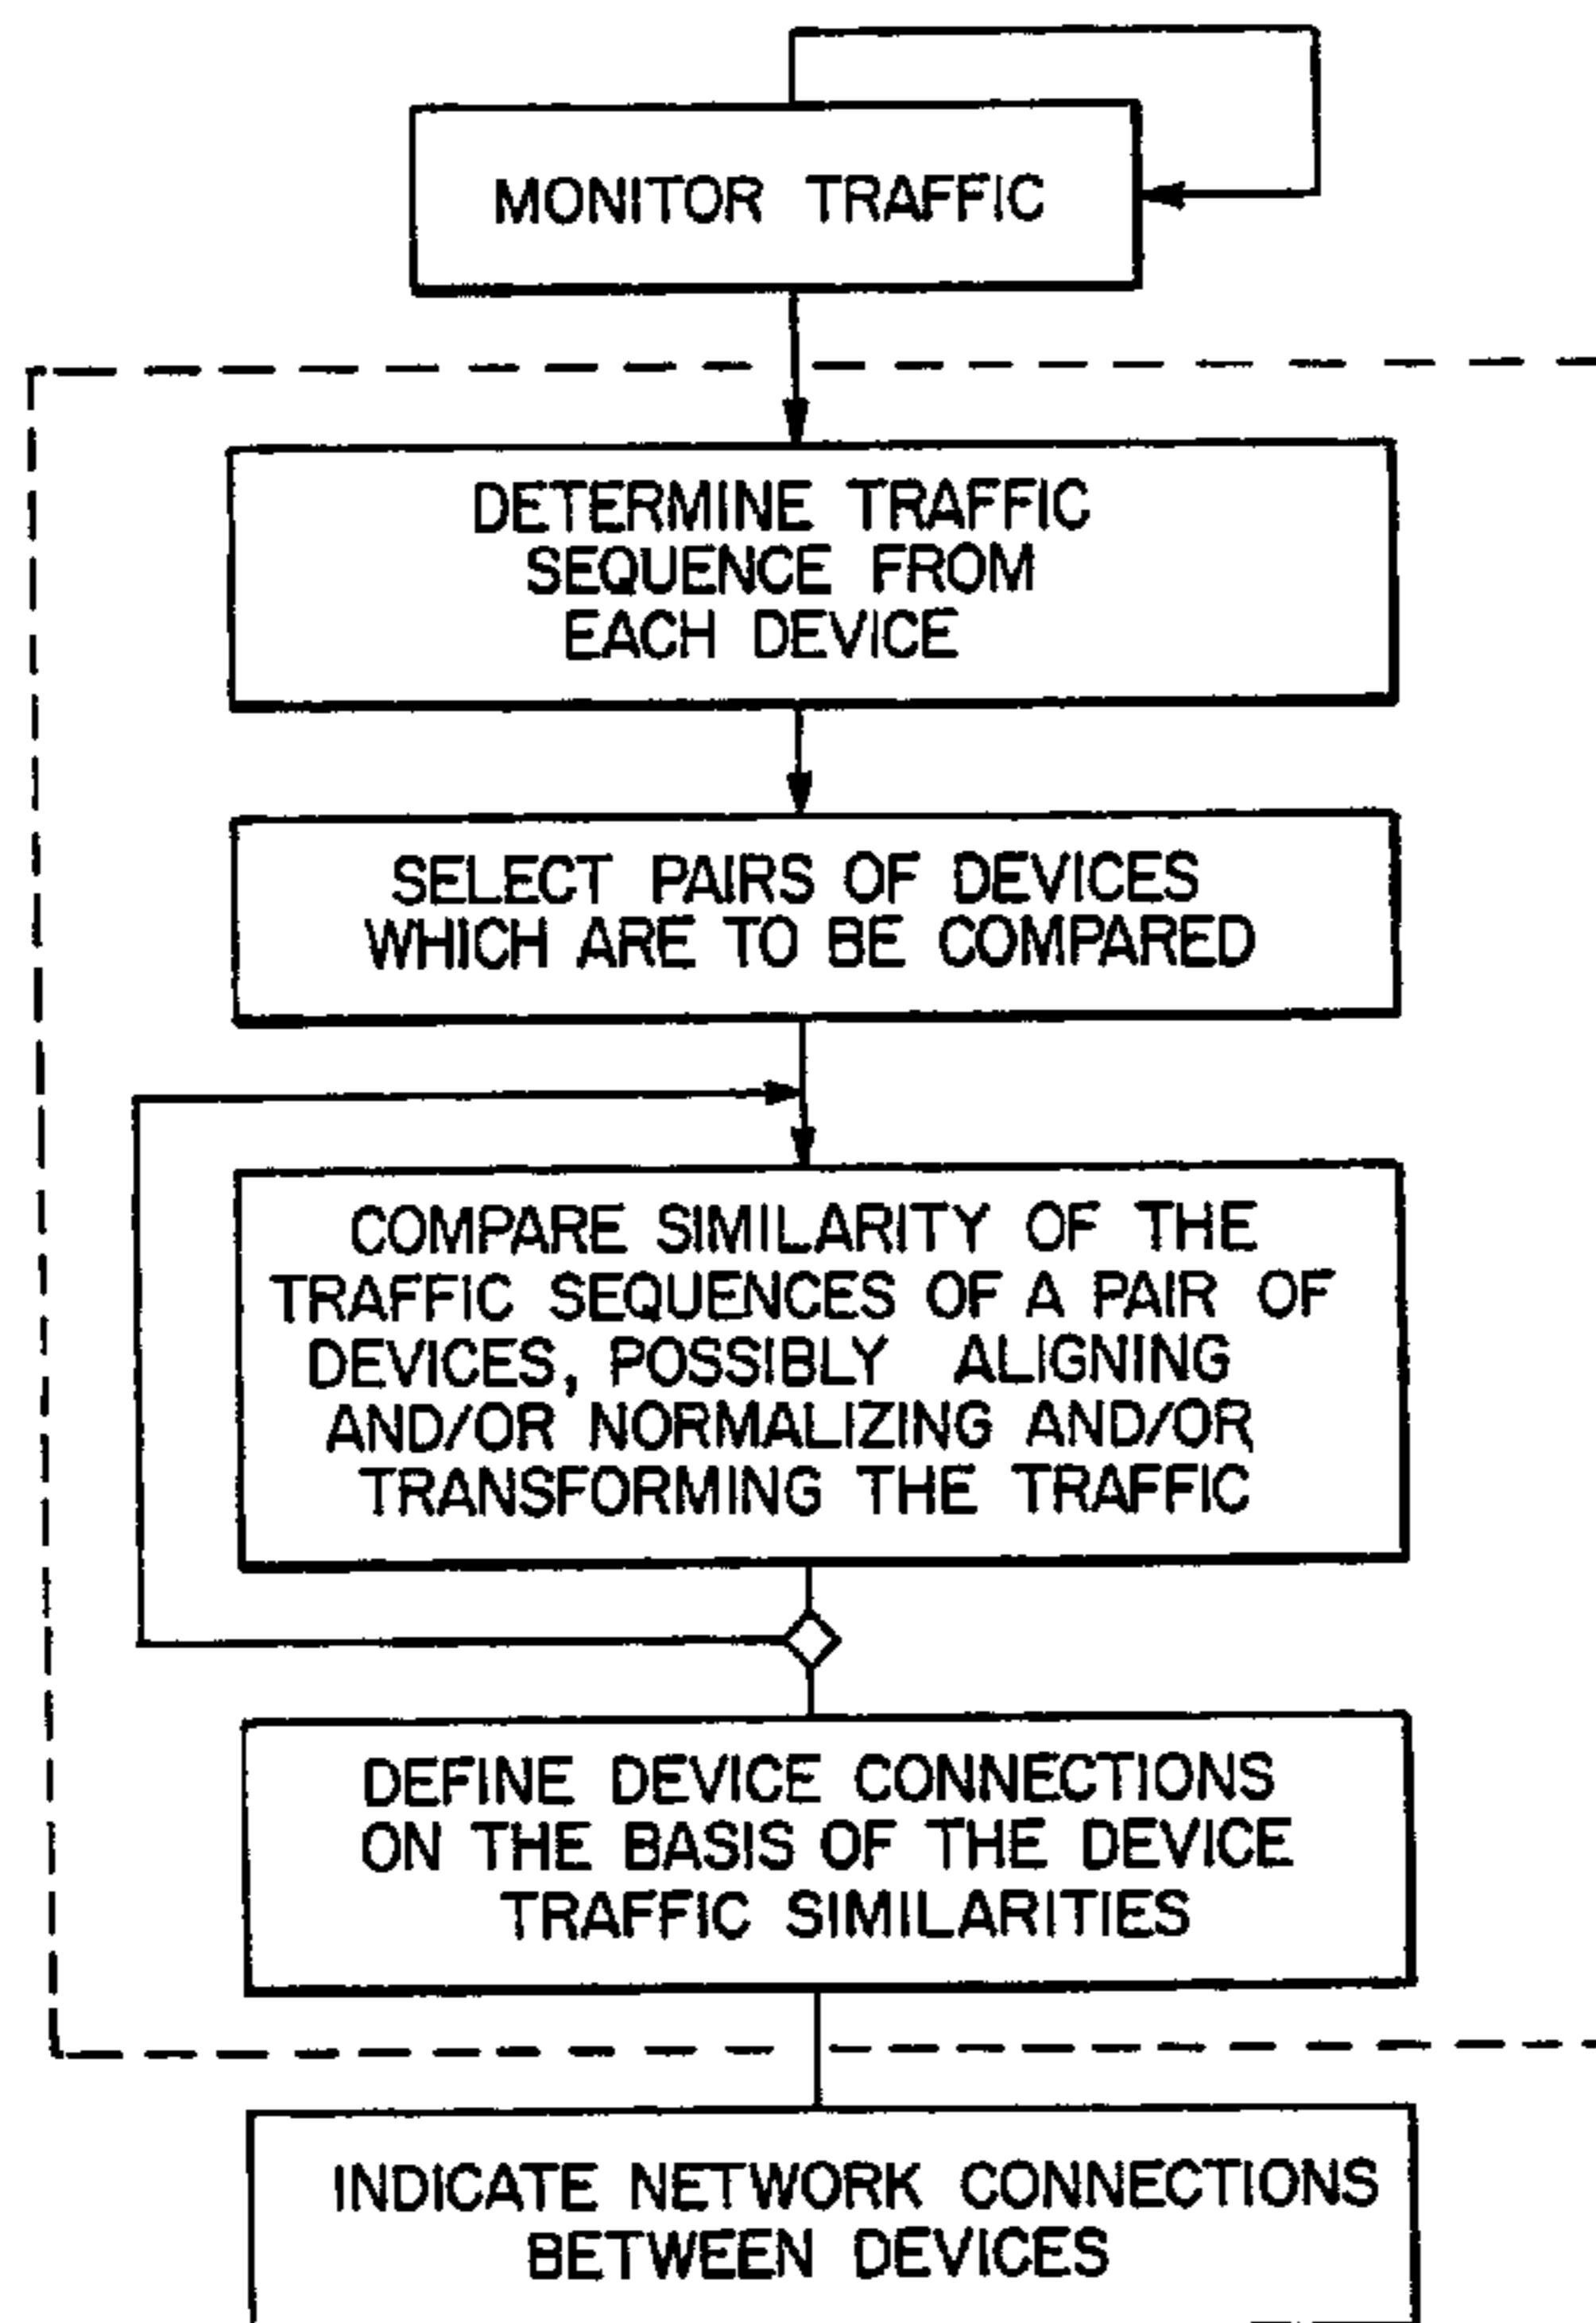 MONITOR TRAFFIC
DETERMINE TRAFFIC
SEQUENCE FROM
EACH DEVICE
SELECT PAIRS OF DEVICES
WHICH ARE TO BE COMPARED
COMPARE SIMILARITY OF THE
TRAFFIC SEQUENCES OF A PAIR OF
DEVICES, POSSIBLY ALIGNING
AND/OR NORMALIZING AND/OR
TRANSFORMING THE TRAFFIC
DEFINE DEVICE CONNECTIONS
ON THE BASIS OF THE DEVICE
TRAFFIC SIMILARITIES
INDICATE NETWORK CONNECTIONS
BETWEEN DEVICES